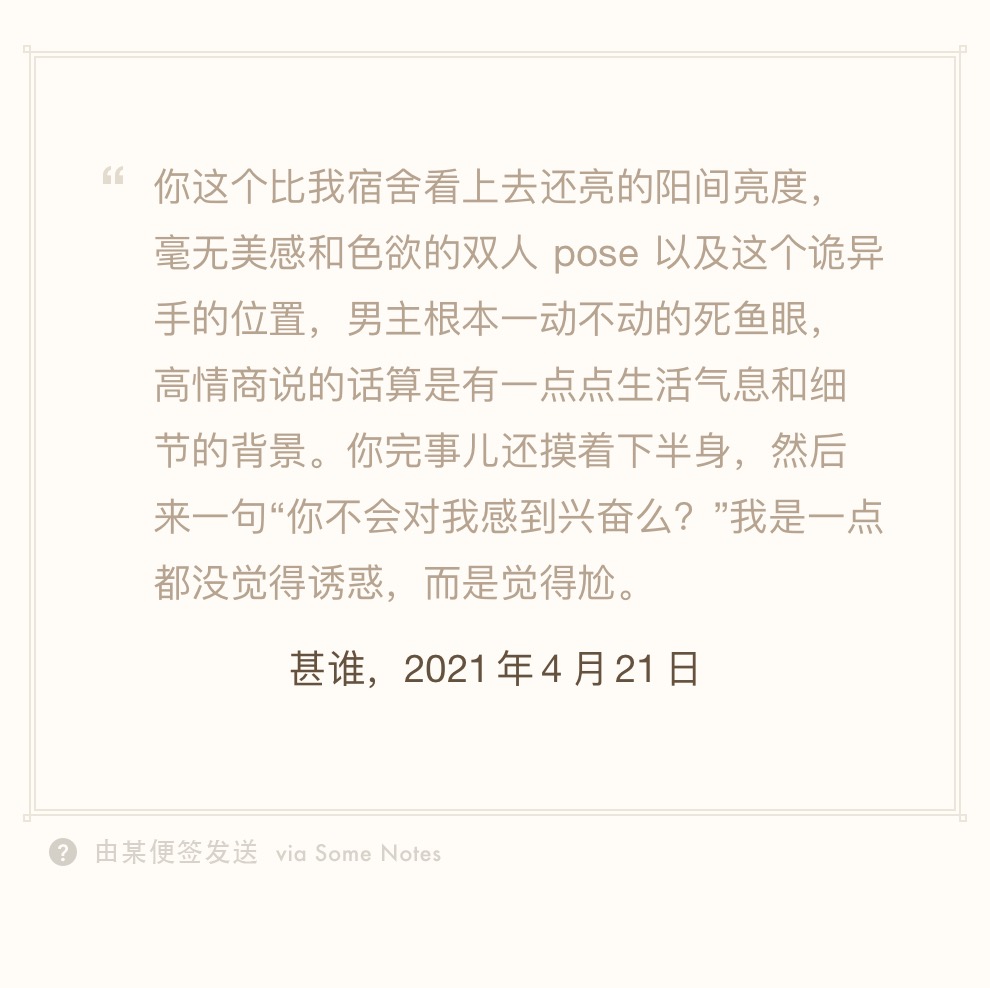 “ 你这个比我宿舍看上去还亮的阳间亮度，
毫无美感和色欲的双人 pose 以及这个诡异
手的位置，男主根本一动不动的死鱼眼，
高情商说的话算是有一点点生活气息和细
节的背景。你完事儿还摸着下半身，然后
来一句“你不会对我感到兴奋么？”我是一点
都没觉得诱惑，而是觉得尬。
甚谁，2021 年 4 月 21 日
? 由某便签发送 via Some Notes